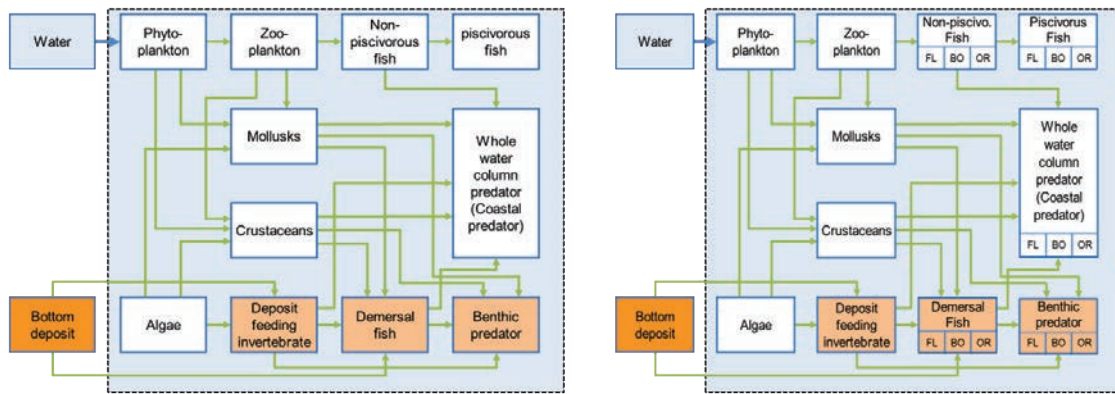 Water
Phyto-
plankton
Zoo-
plankton
Non-
piscivorous
fish
piscivorous
fish
Mollusks
Whole
water
column
predator
(Coastal
predator)
Crustaceans
Bottom
deposit
Algae
Deposit
feeding
invertebrate
Demersal
fish
Benthic
predator
Water
Phyto-
plankton
Zoo-
plankton
Non-piscivo.
Fish
FL BO OR
Piscivorus
Fish
FL BO OR
Mollusks
Whole
water
column
predator
(Coastal
predator)
FL BO OR
Crustaceans
Bottom
deposit
Algae
Deposit
feeding
invertebrate
Demersal
Fish
FL BO OR
Benthic
predator
FL BO OR